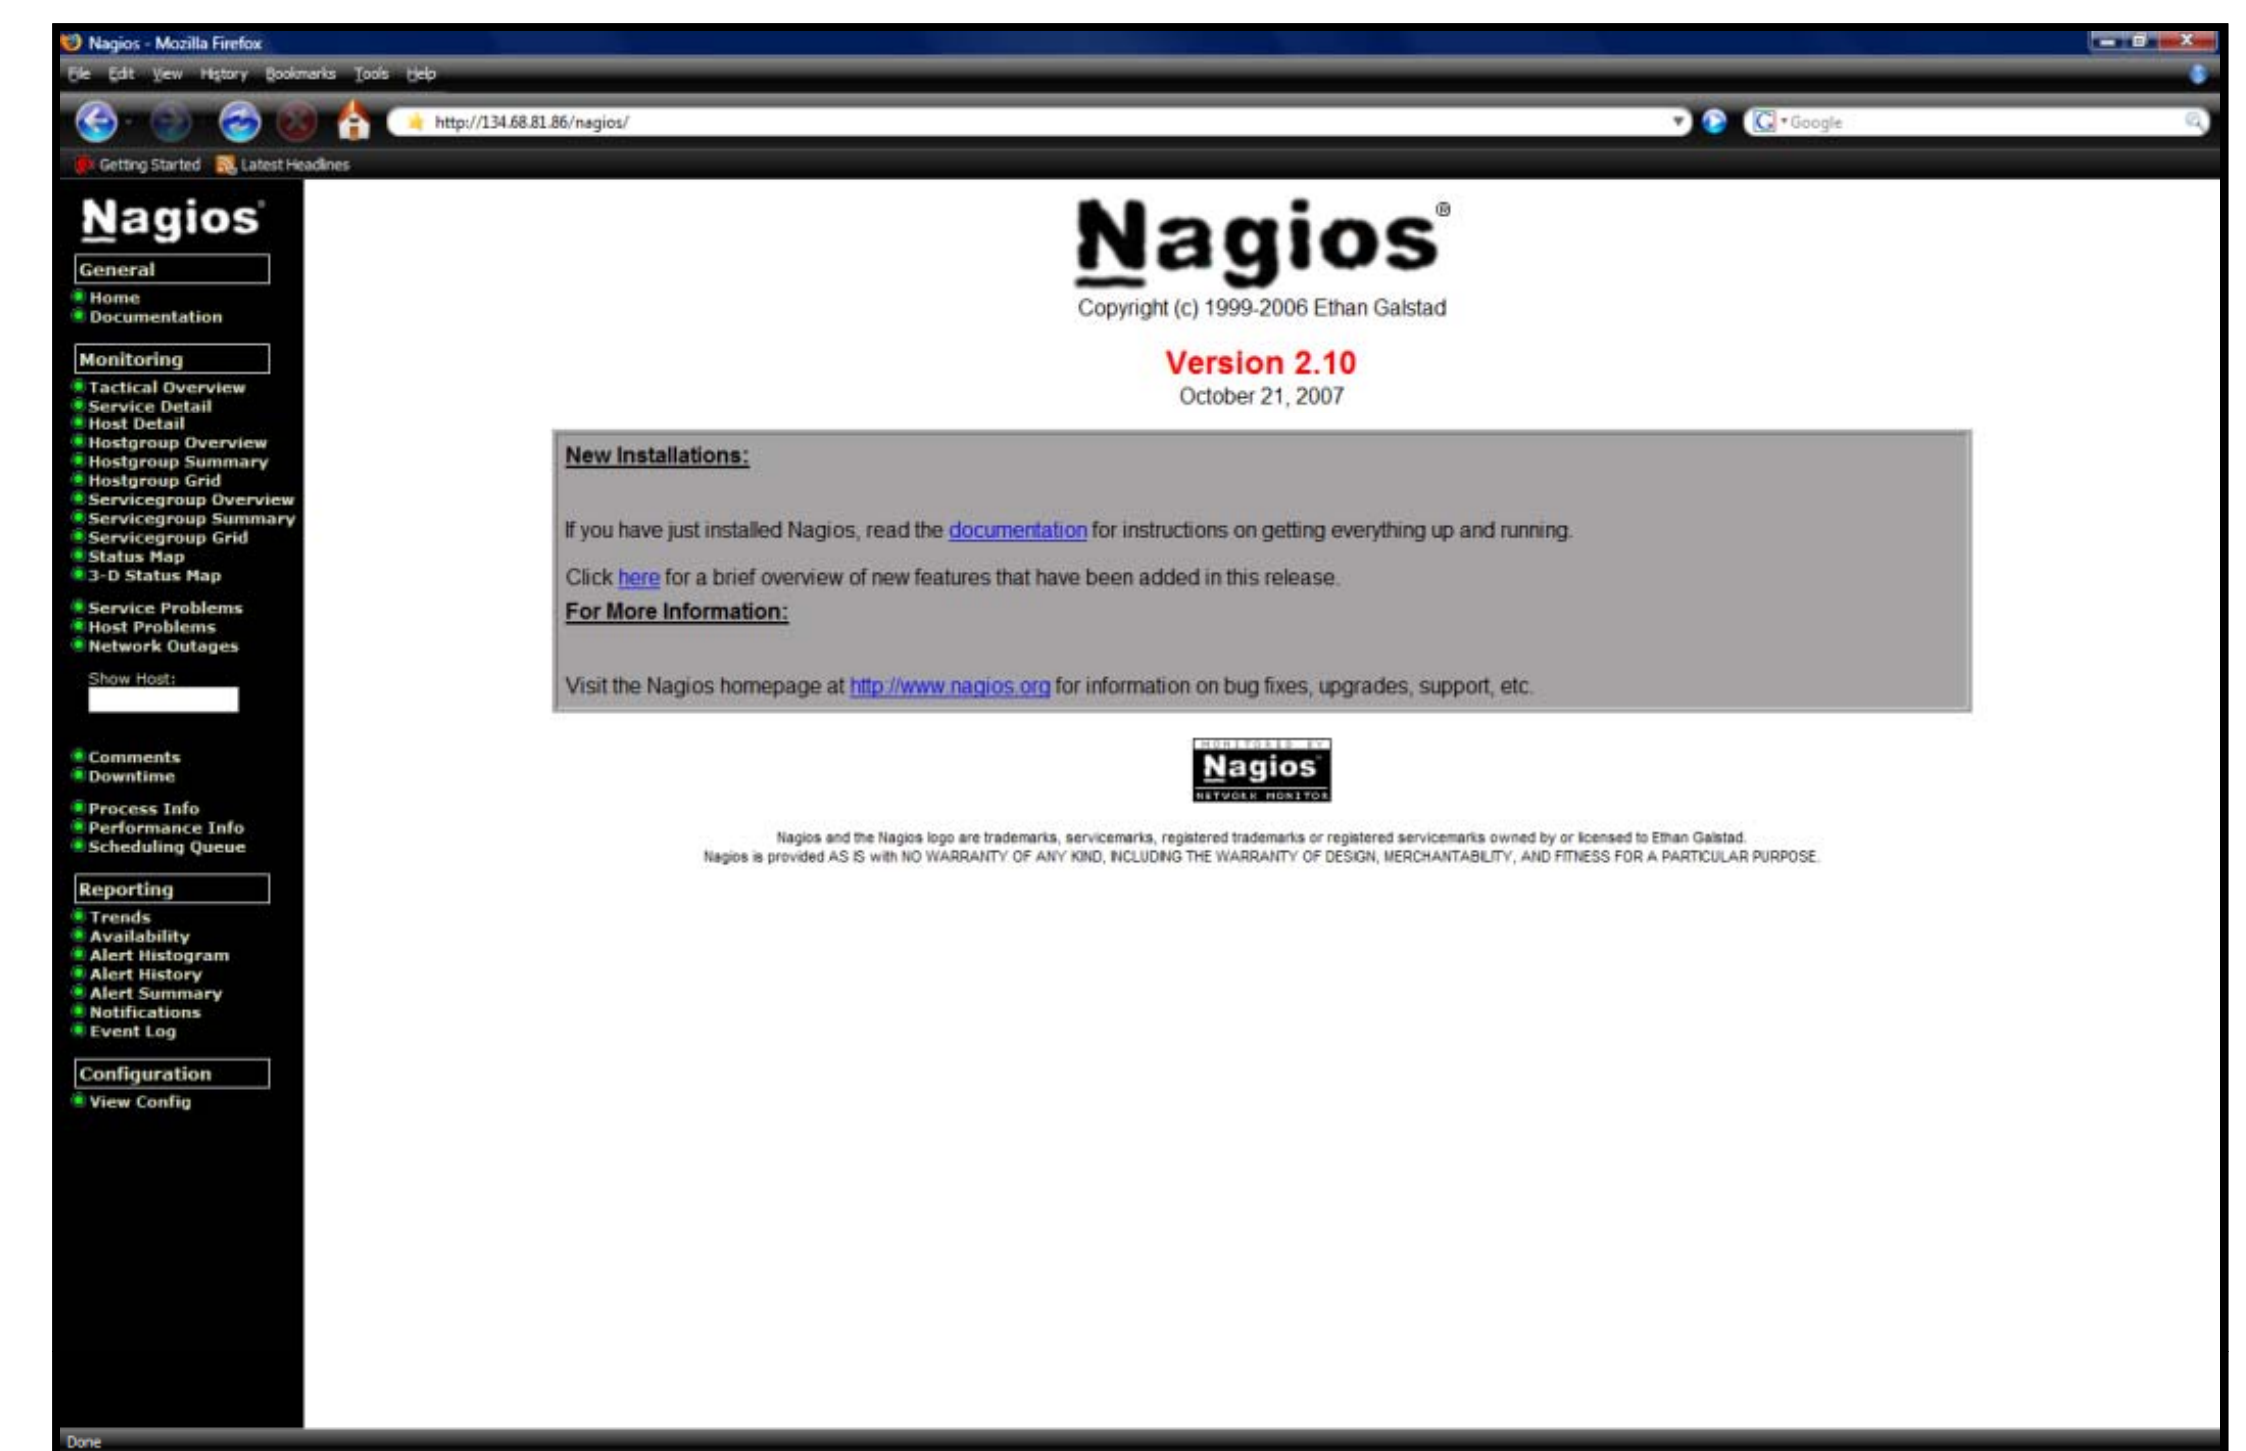 Nagios - Mozilla Firefox
File Edit View History Bookmarks Tools Help
http://134.68.81.86/nagios/
Google
Getting Started Latest Headlines
Nagios
General
Home
Documentation
Monitoring
Tactical Overview
Service Detail
Host Detail
Hostgroup Overview
Hostgroup Summary
Hostgroup Grid
Servicegroup Overview
Servicegroup Summary
Servicegroup Grid
Status Map
3-D Status Map
Service Problems
Host Problems
Network Outages
Show Host:
Comments
Downtime
Process Info
Performance Info
Scheduling Queue
Reporting
Trends
Availability
Alert Histogram
Alert History
Alert Summary
Notifications
Event Log
Configuration
View Config
Nagios®
Copyright (c) 1999-2006 Ethan Galstad
Version 2.10
October 21, 2007
New Installations:
If you have just installed Nagios, read the documentation for instructions on getting everything up and running.
Click here for a brief overview of new features that have been added in this release.
For More Information:
Visit the Nagios homepage at http://www.nagios.org for information on bug fixes, upgrades, support, etc.
MONITORED BY
Nagios
NETWORK MONITOR
Nagios and the Nagios logo are trademarks, servicemarks, registered trademarks or registered servicemarks owned by or licensed to Ethan Galstad.
Nagios is provided AS IS with NO WARRANTY OF ANY KIND, INCLUDING THE WARRANTY OF DESIGN, MERCHANTABILITY, AND FITNESS FOR A PARTICULAR PURPOSE.
Done